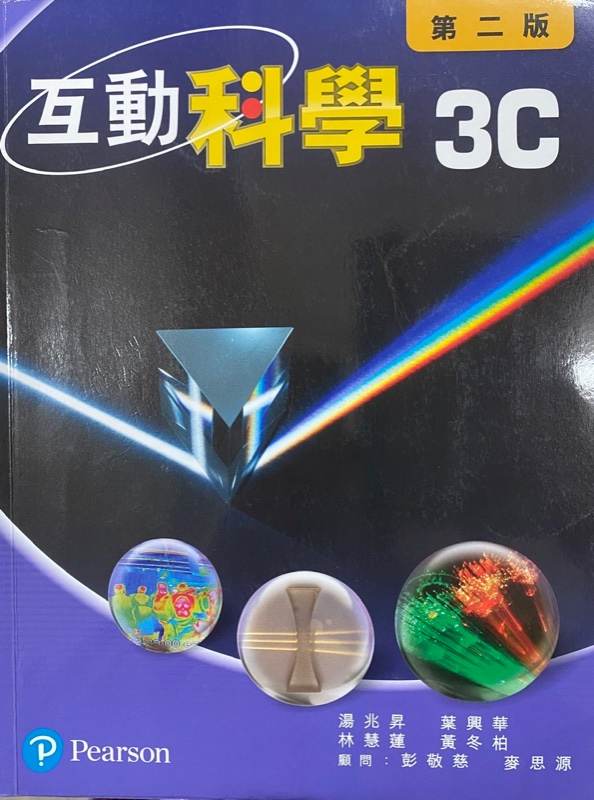 第二版
互動科學 3C
湯兆昇 葉興華
林慧蓮 黃冬柏
顧問：彭敬慈 麥思源
P Pearson